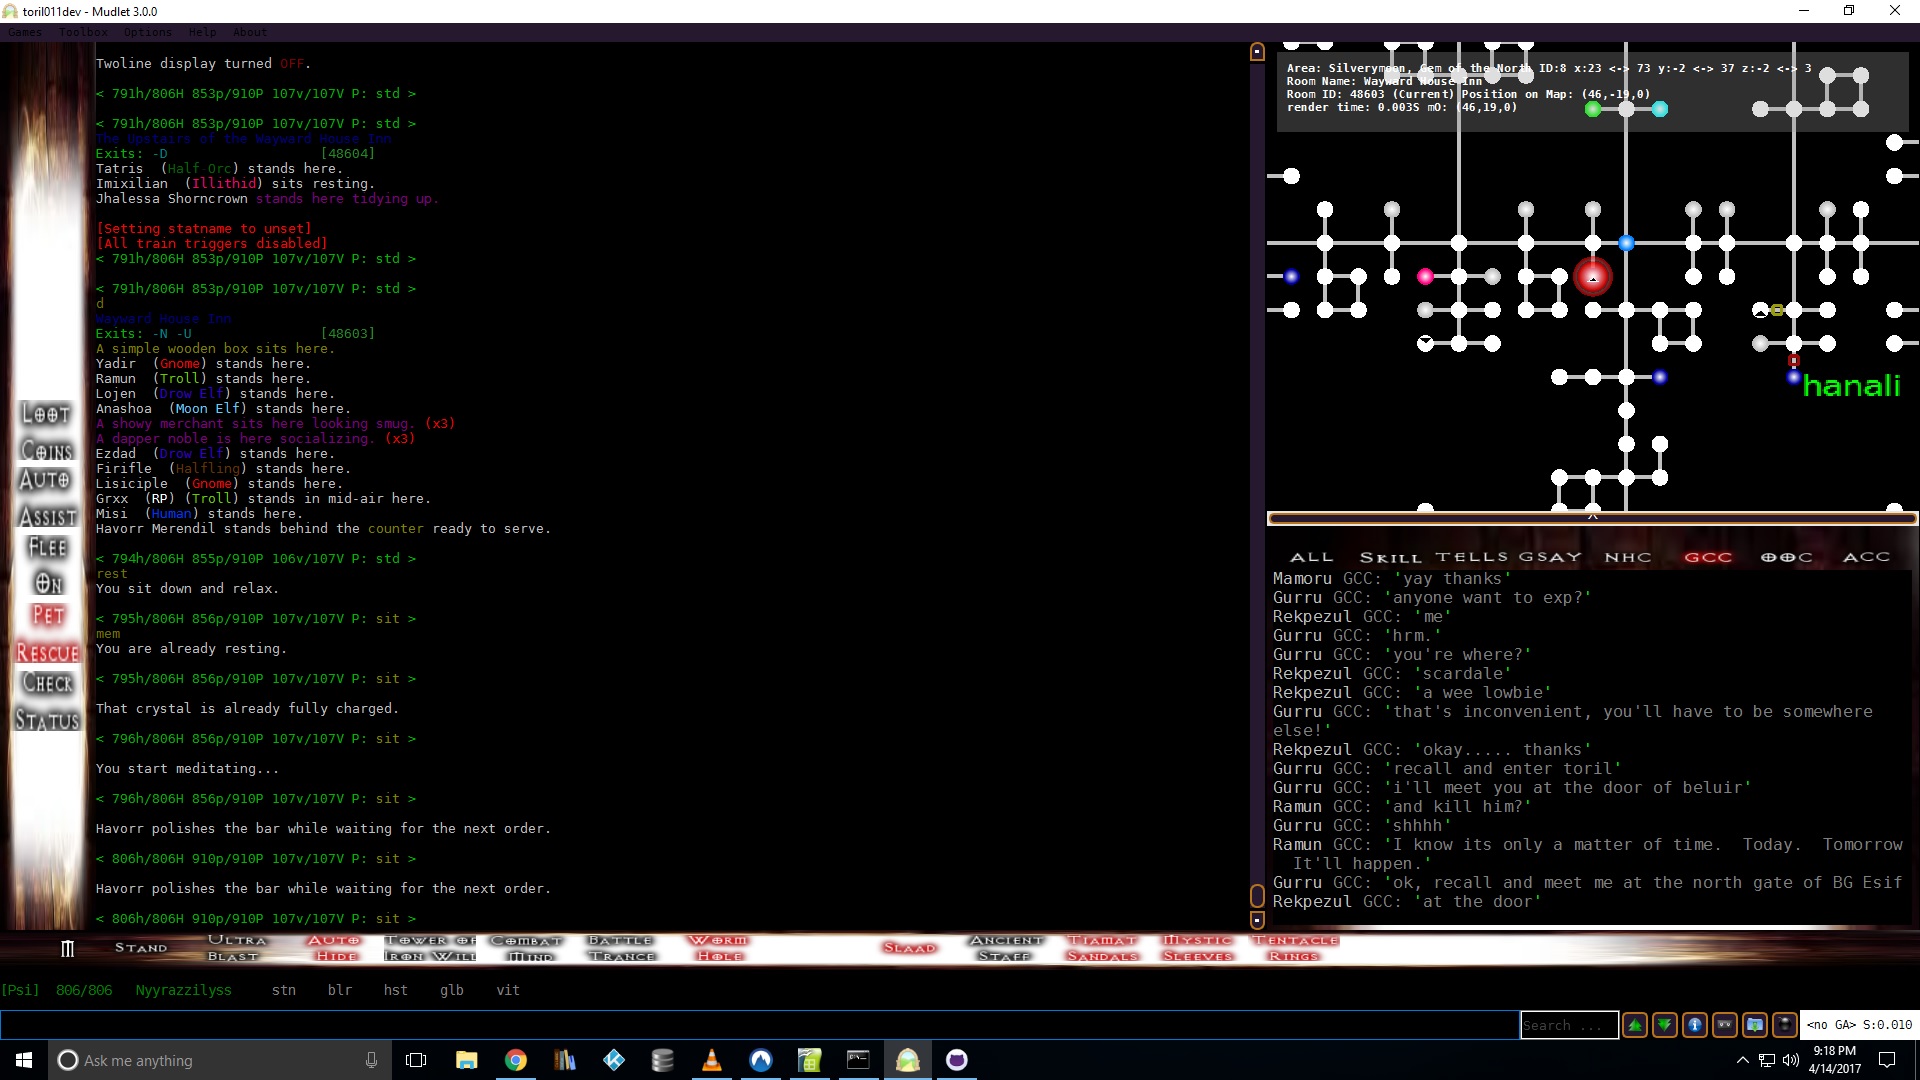 toril011dev - Mudlet 3.0.0
Games Toolbox Options Help About
Twoline display turned OFF.
< 791h/806H 853p/910P 107v/107V P: std >
< 791h/806H 853p/910P 107v/107V P: std >
The Upstairs of the Wayward House Inn
Exits: -D [48604]
Tatris (Half-Orc) stands here.
Imixilian (Illithid) sits resting.
Jhalessa Shorncrown stands here tidying up.
[Setting statname to unset]
[All train triggers disabled]
< 791h/806H 853p/910P 107v/107V P: std >
< 791h/806H 853p/910P 107v/107V P: std >
d
Wayward House Inn
Exits: -N -U [48603]
A simple wooden box sits here.
Yadir (Gnome) stands here.
Ramun (Troll) stands here.
Lojen (Drow Elf) stands here.
Anashoa (Moon Elf) stands here.
A showy merchant sits here looking smug. (x3)
A dapper noble is here socializing. (x3)
Ezdad (Drow Elf) stands here.
Firifle (Halfling) stands here.
Lisiciple (Gnome) stands here.
Grxx (RP) (Troll) stands in mid-air here.
Misi (Human) stands here.
Havorr Merendil stands behind the counter ready to serve.
< 794h/806H 855p/910P 106v/107V P: std >
rest
You sit down and relax.
< 795h/806H 856p/910P 107v/107V P: sit >
mem
You are already resting.
< 795h/806H 856p/910P 107v/107V P: sit >
That crystal is already fully charged.
< 796h/806H 856p/910P 107v/107V P: sit >
You start meditating...
< 796h/806H 856p/910P 107v/107V P: sit >
Havorr polishes the bar while waiting for the next order.
< 806h/806H 910p/910P 107v/107V P: sit >
Havorr polishes the bar while waiting for the next order.
< 806h/806H 910p/910P 107v/107V P: sit >
Loot
Coins
Auto
Assist
Flee
On
Pet
Rescue
Check
Status
Area: Silverymoon, Gem of the North ID:8 x:23 <-> 73 y:-2 <-> 37 z:-2 <-> 3
Room Name: Wayward House Inn
Room ID: 48603 (Current) Position on Map: (46,-19,0)
render time: 0.003S mO: (46,19,0)
hanali
^
ALL Skill TELLS GSAY NHC GCC OOC ACC
Mamoru GCC: 'yay thanks'
Gurru GCC: 'anyone want to exp?'
Rekpezul GCC: 'me'
Gurru GCC: 'hrm.'
Gurru GCC: 'you're where?'
Rekpezul GCC: 'scardale'
Rekpezul GCC: 'a wee lowbie'
Gurru GCC: 'that's inconvenient, you'll have to be somewhere
else!'
Rekpezul GCC: 'okay..... thanks'
Gurru GCC: 'recall and enter toril'
Gurru GCC: 'i'll meet you at the door of beluir'
Ramun GCC: 'and kill him?'
Gurru GCC: 'shhhh'
Ramun GCC: 'I know its only a matter of time. Today. Tomorrow
It'll happen.'
Gurru GCC: 'ok, recall and meet me at the north gate of BG Esif
Rekpezul GCC: 'at the door'
Stand
Ultra
Blast
Auto
Hide
Tower of
Iron Will
Combat
Mind
Battle
Trance
Worm
Hole
Slaad
Ancient
Staff
Tiamat
Sandals
Mystic
Sleeves
Tentacle
Rings
[Psi] 806/806 Nyyrazzilyss stn blr hst glb vit
Search ...
<no GA> S:0.010
Ask me anything
9:18 PM
4/14/2017